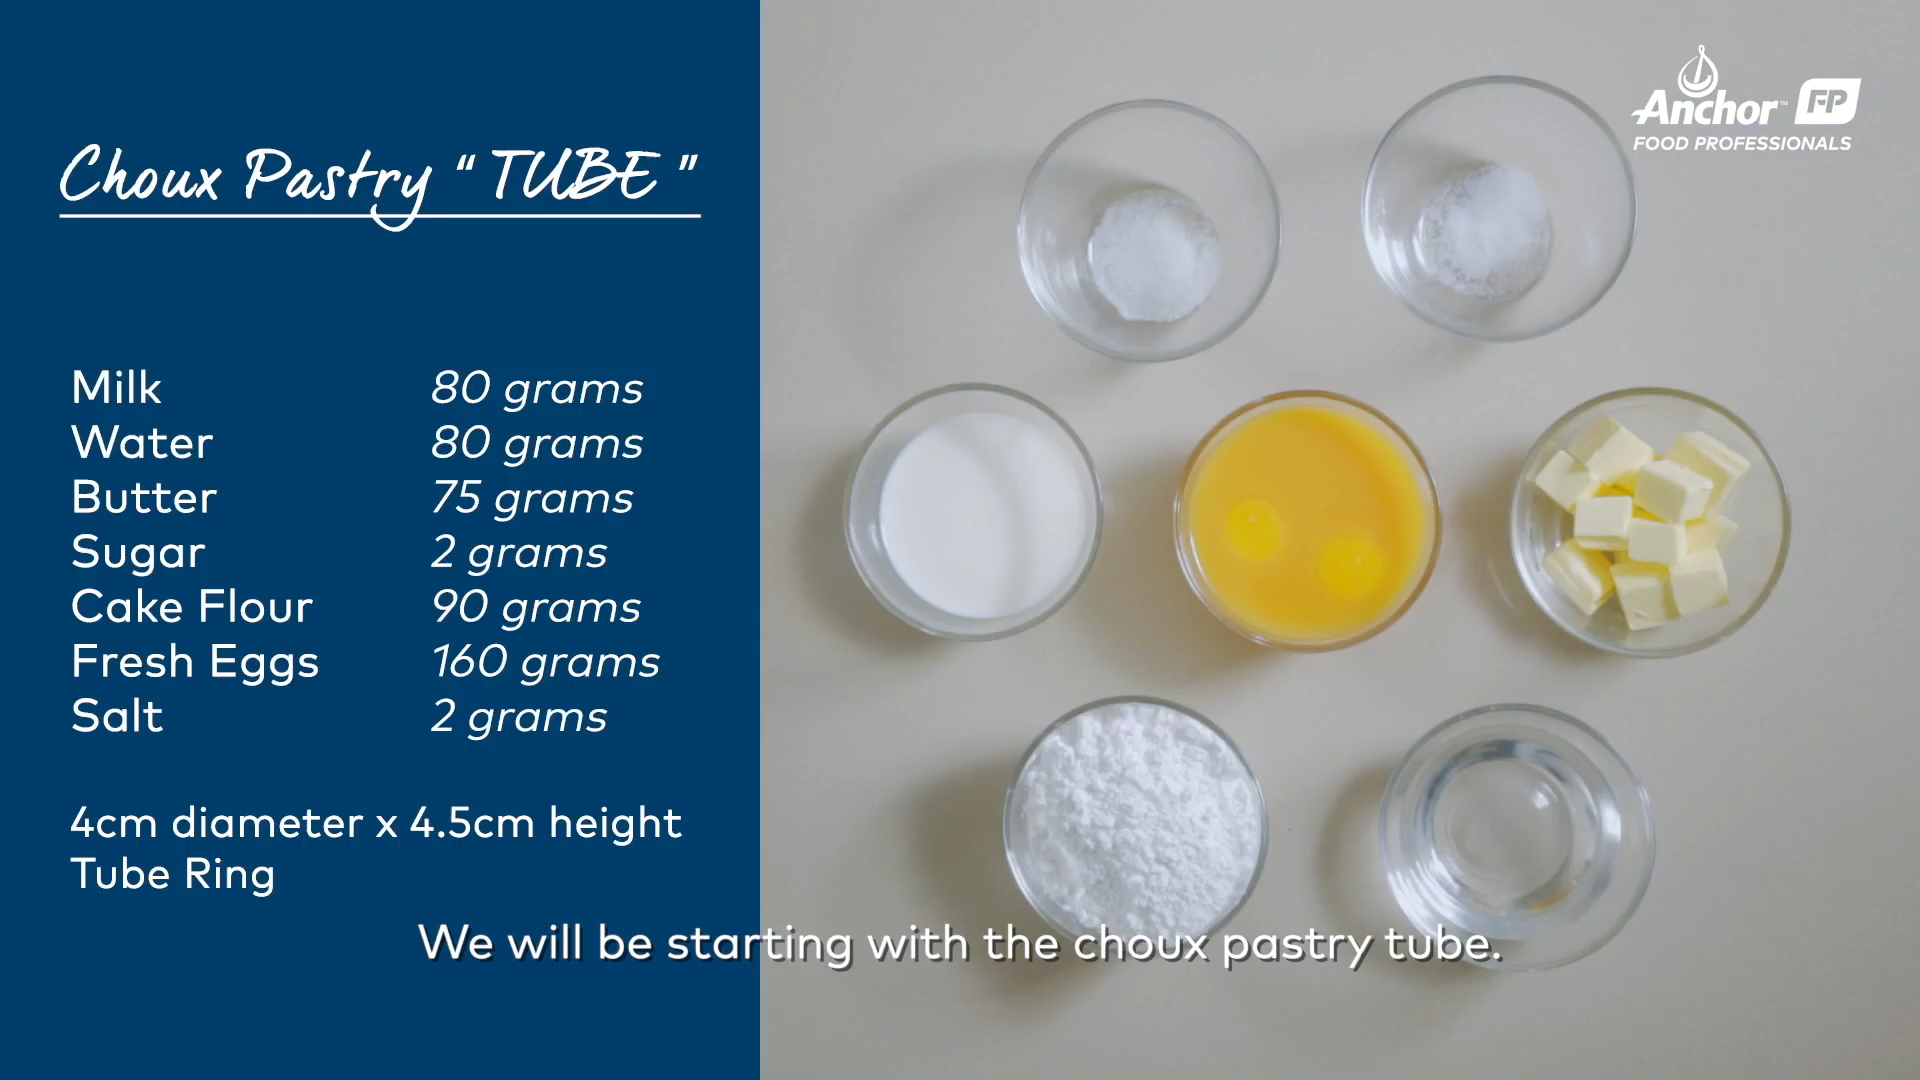 Choux Pastry “ TUBE ”
Milk 80 grams
Water 80 grams
Butter 75 grams
Sugar 2 grams
Cake Flour 90 grams
Fresh Eggs 160 grams
Salt 2 grams
4cm diameter x 4.5cm height
Tube Ring
We will be starting with the choux pastry tube.
Anchor™ FP
FOOD PROFESSIONALS